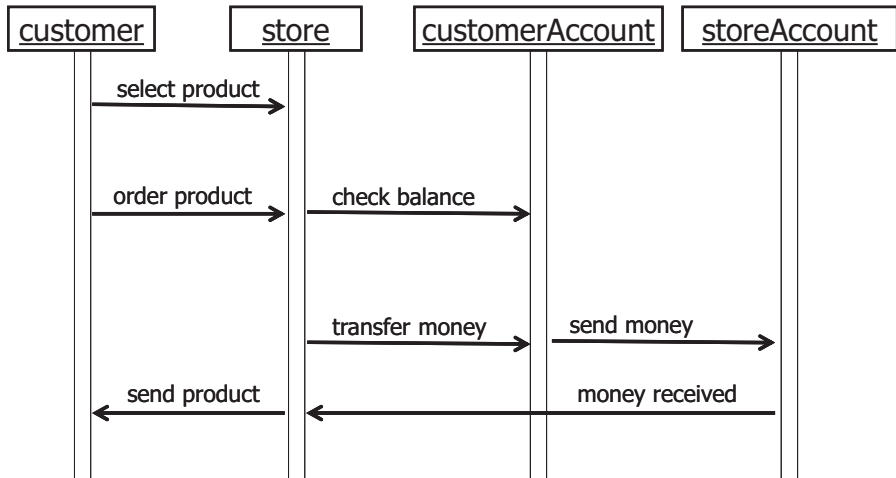 customer
store
customerAccount
storeAccount
select product
order product
check balance
transfer money
send money
send product
money received